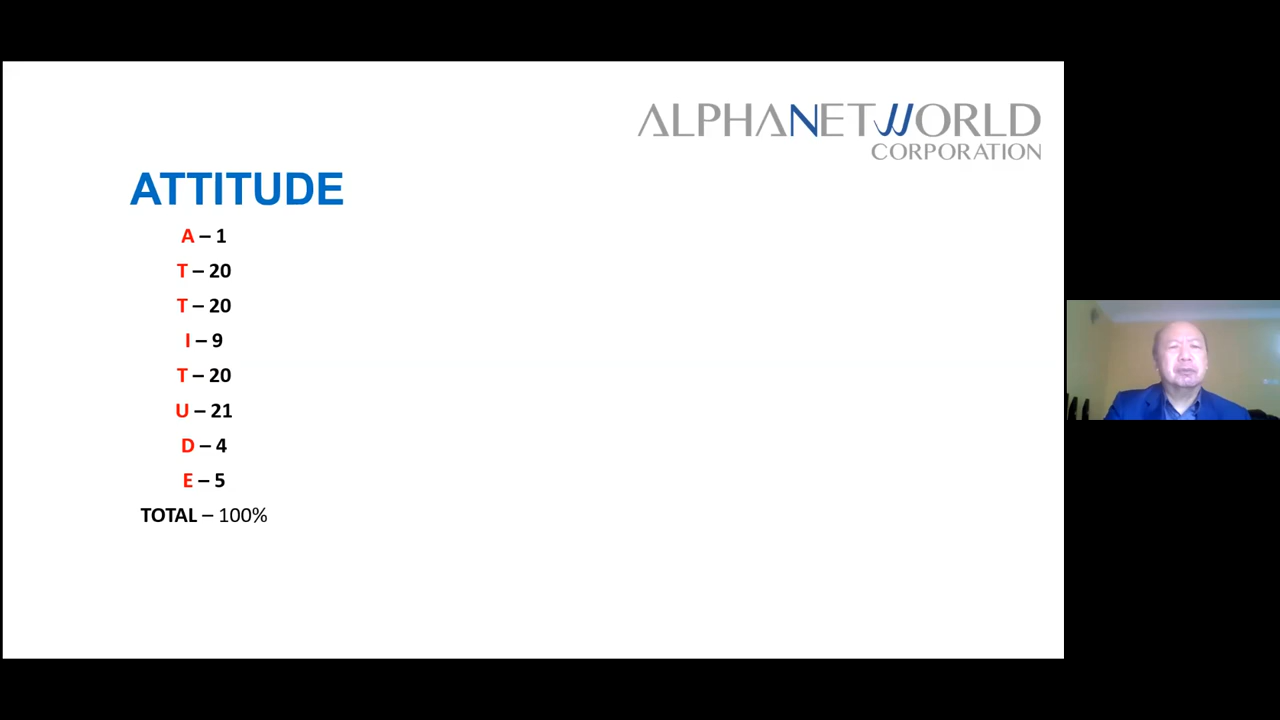 ALPHANETWORLD
CORPORATION
ATTITUDE
A – 1
T – 20
T – 20
I – 9
T – 20
U – 21
D – 4
E – 5
TOTAL – 100%